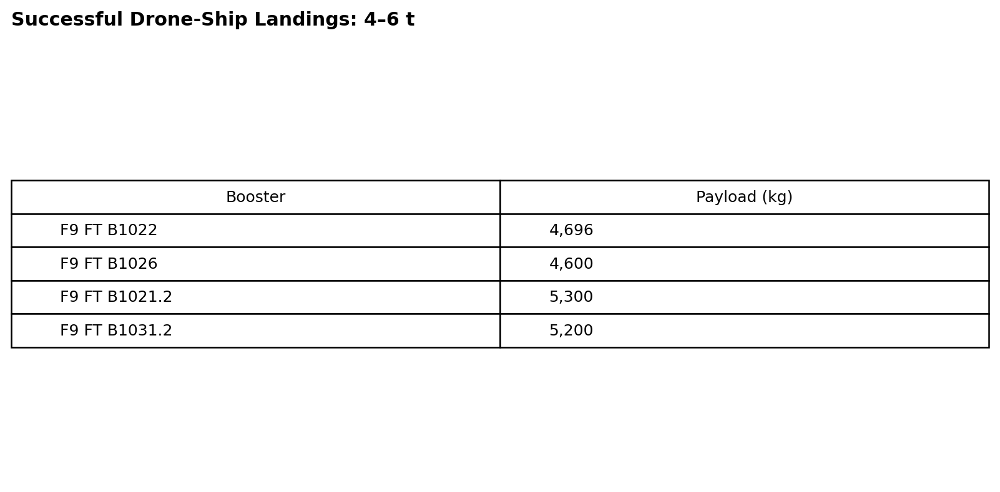 Successful Drone-Ship Landings: 4–6 t
Booster Payload (kg)
F9 FT B1022 4,696
F9 FT B1026 4,600
F9 FT B1021.2 5,300
F9 FT B1031.2 5,200